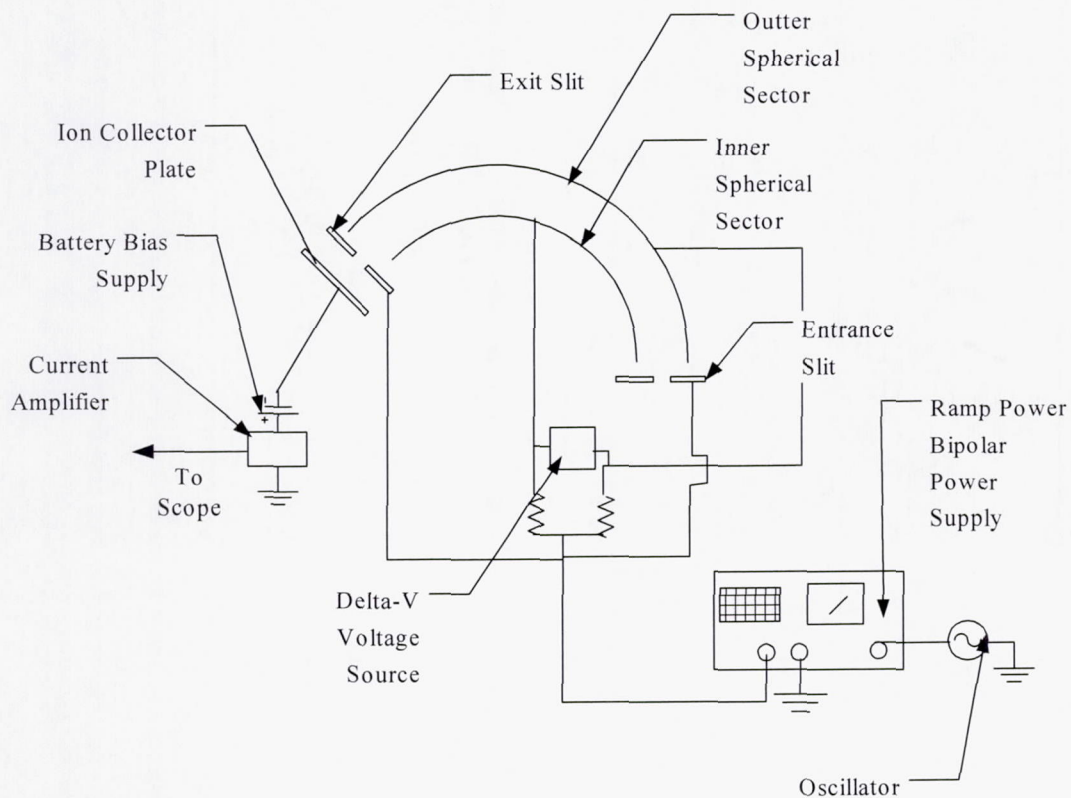 Outter
Spherical
Sector
Exit Slit
Ion Collector
Plate
Inner
Spherical
Sector
Battery Bias
Supply
Entrance
Slit
Current
Amplifier
-
+
Ramp Power
Bipolar
Power
Supply
To
Scope
Delta-V
Voltage
Source
Oscillator